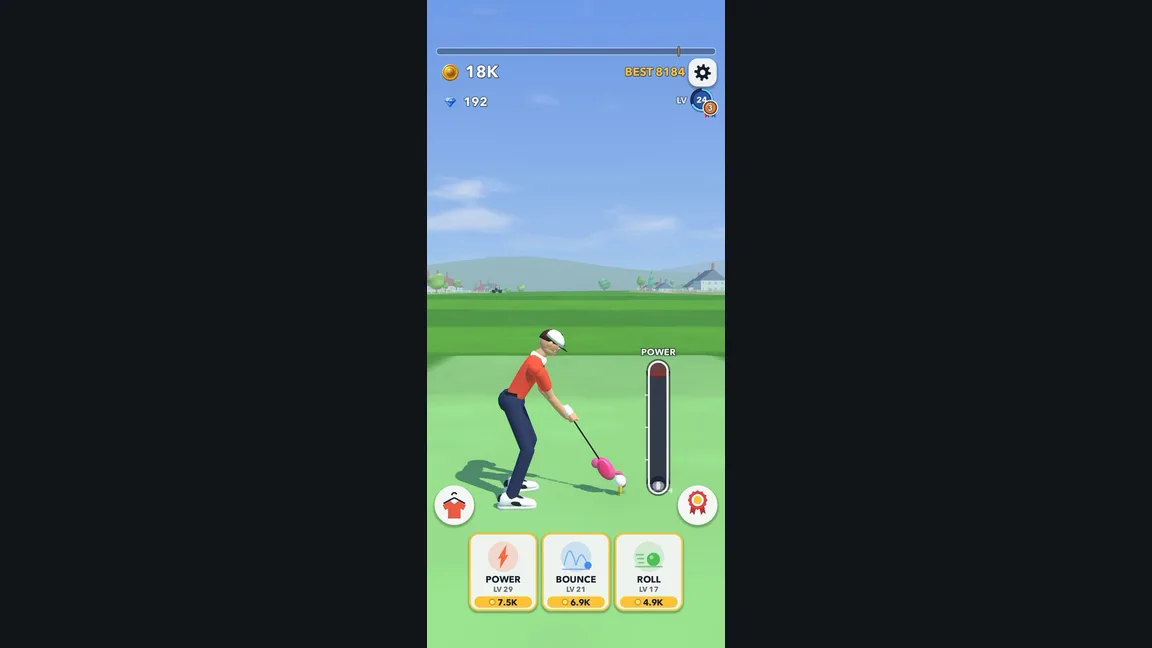 18K
BEST 8184
192
LV 24
3
POWER
POWER
LV 29
7.5K
BOUNCE
LV 21
6.9K
ROLL
LV 17
4.9K